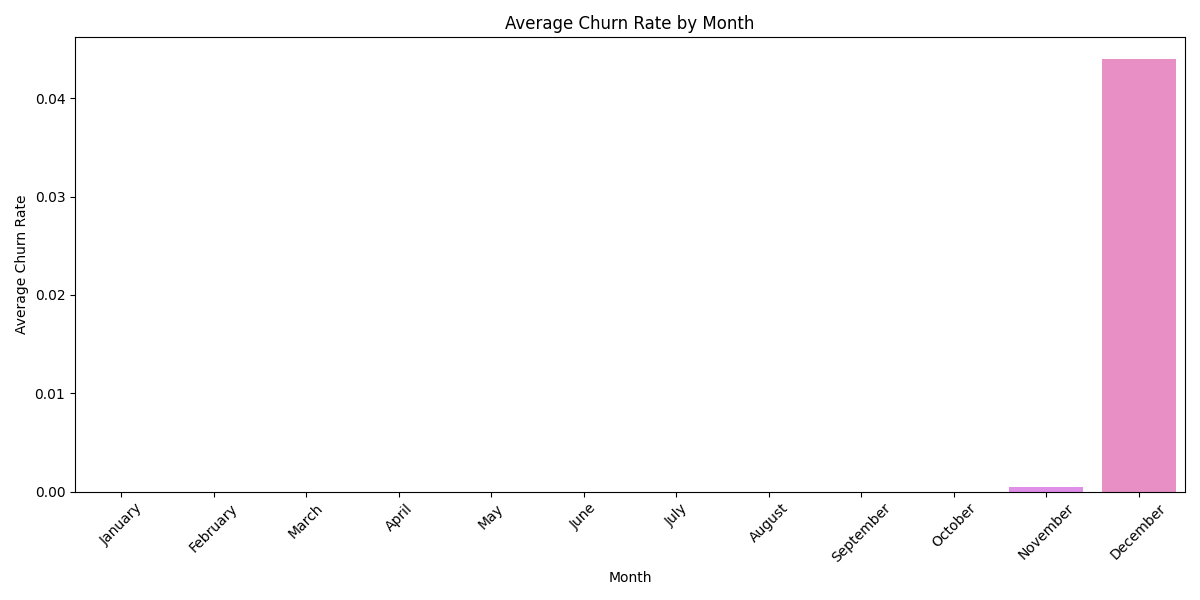 Average Churn Rate by Month
Average Churn Rate
0.04
0.03
0.02
0.01
0.00
January
February
March
April
May
June
July
August
September
October
November
December
Month